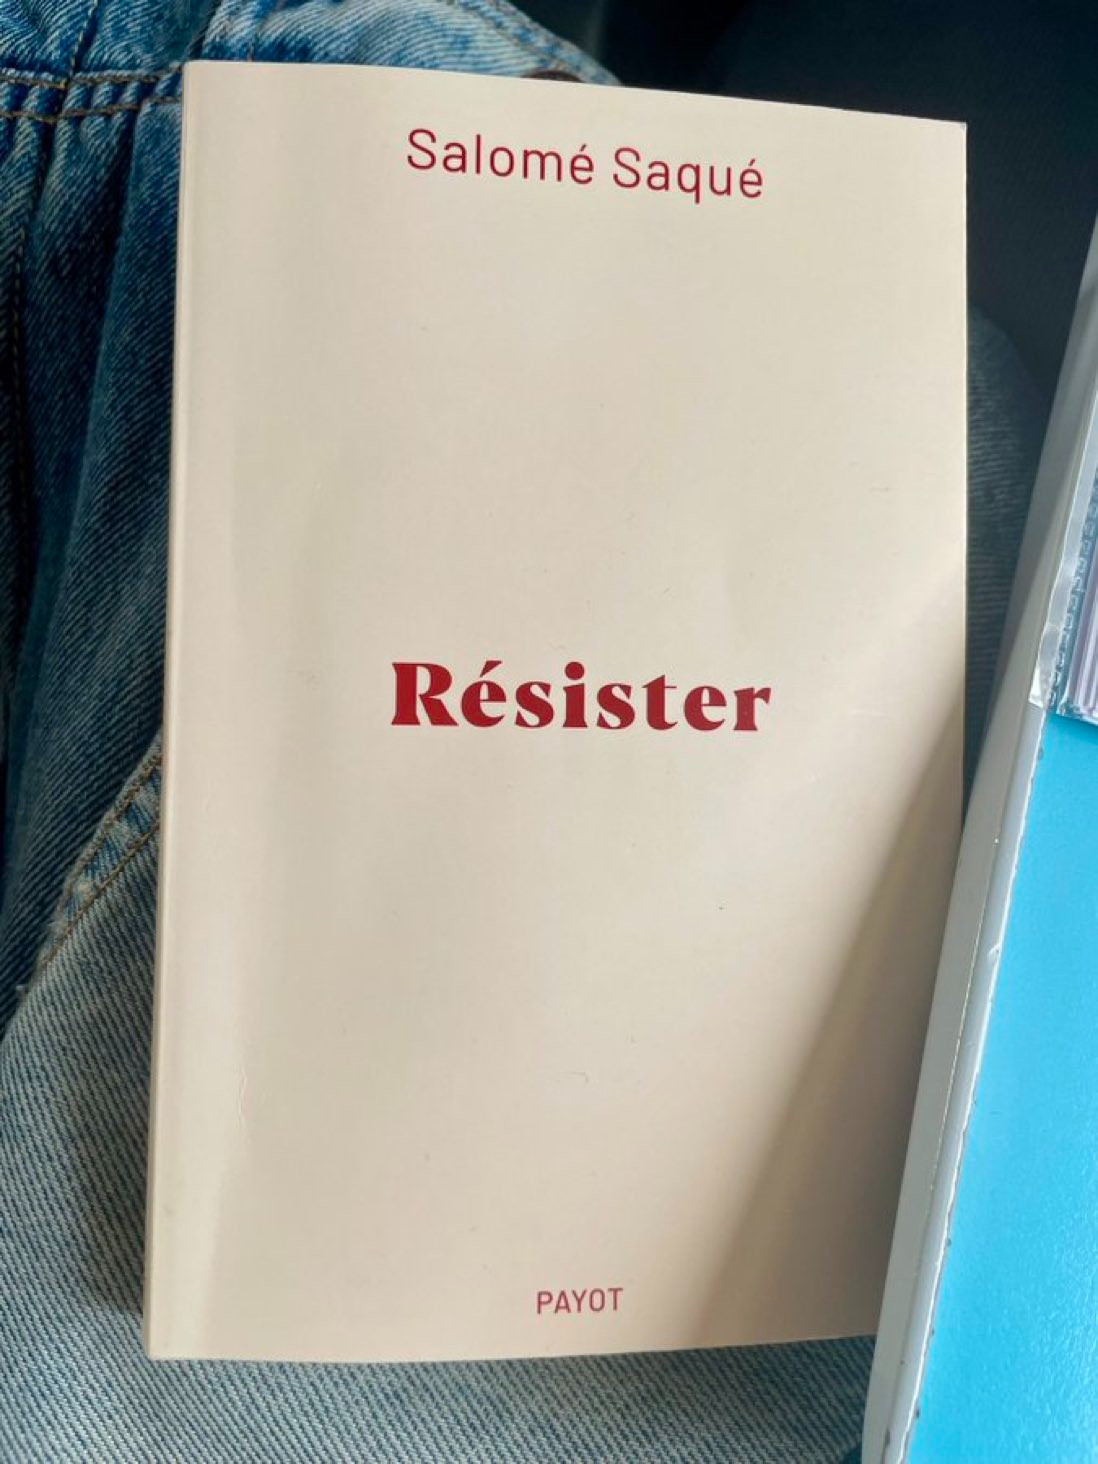 Salomé Saqué
Résister
PAYOT